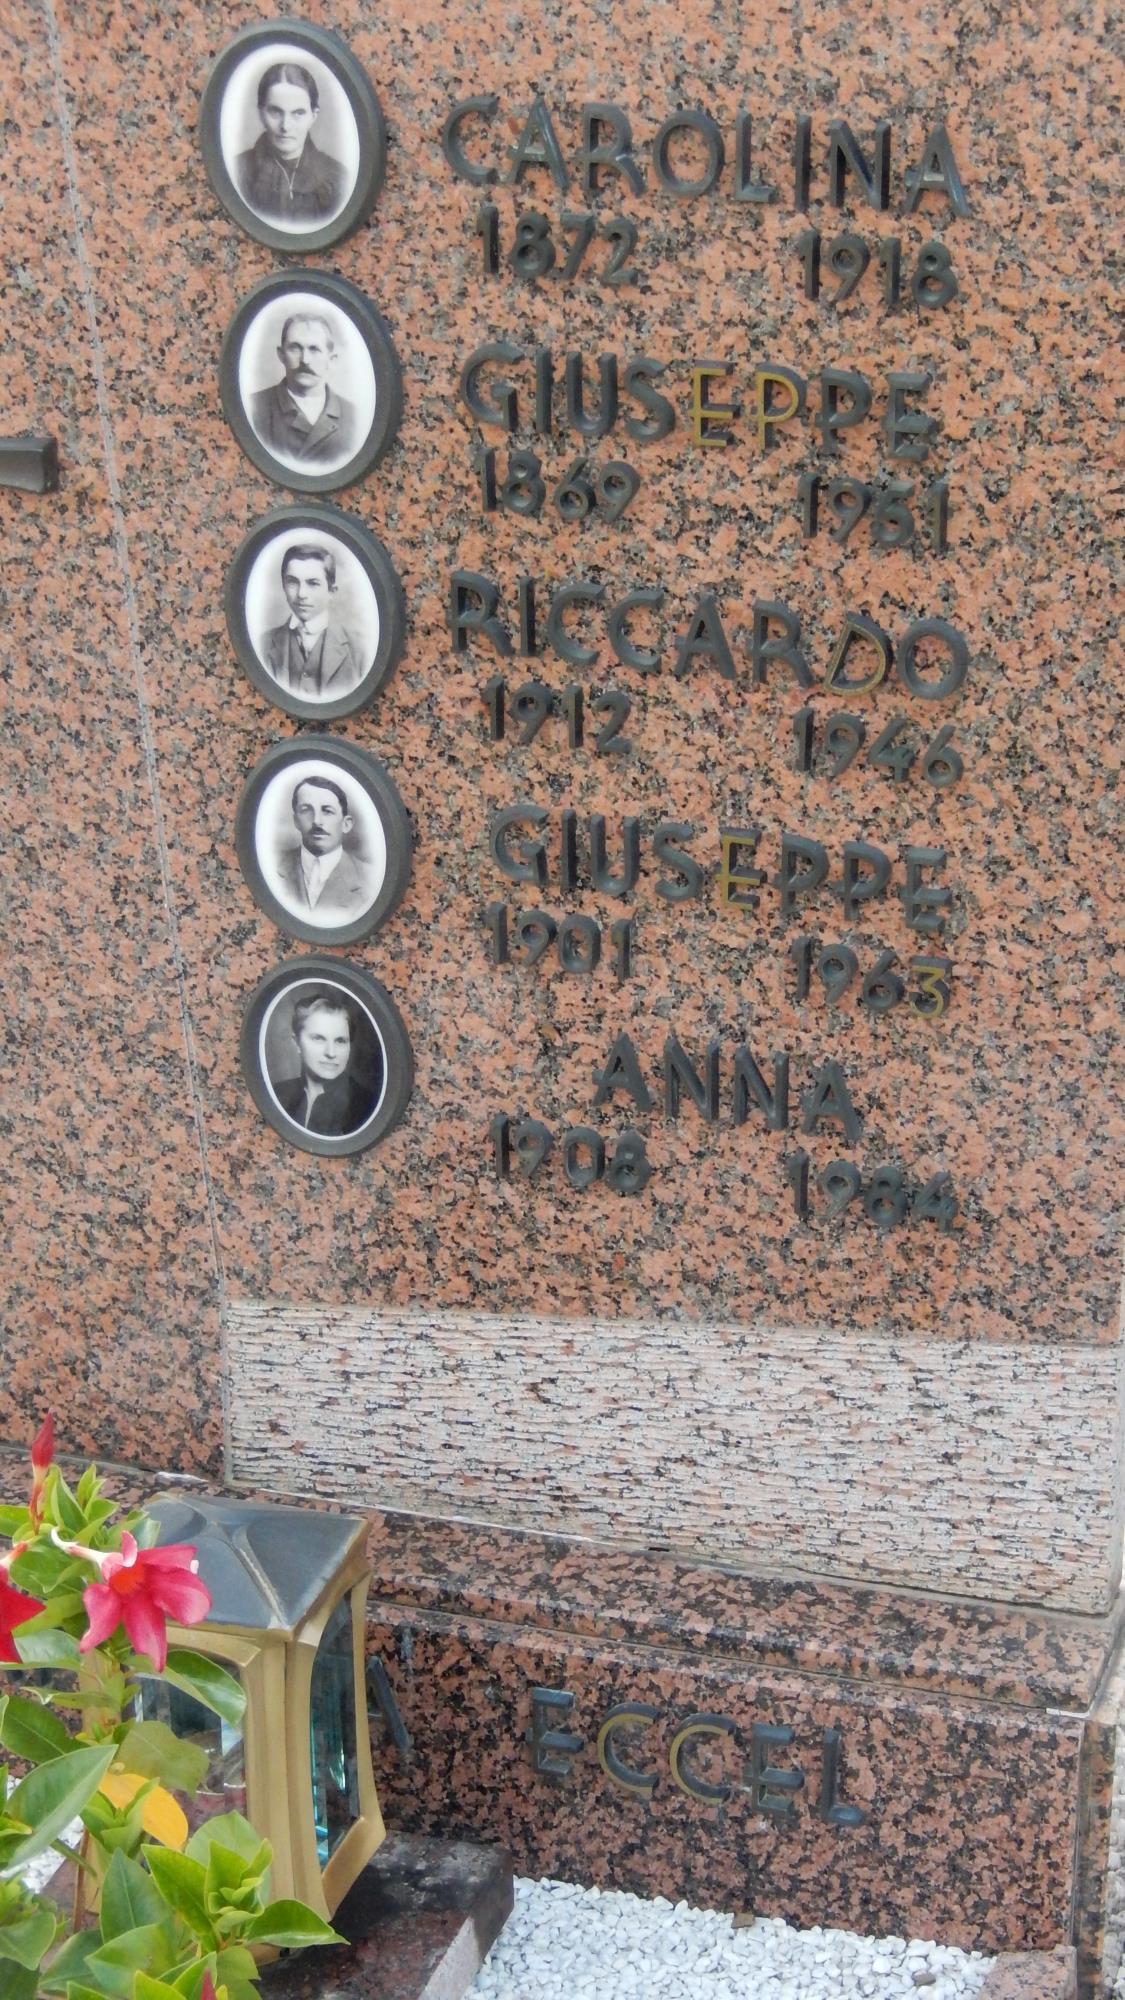 CAROLINA
1872 1918
GIUSEPPE
1869 1951
RICCARDO
1912 1946
GIUSEPPE
1901 1963
ANNA
1908 1984
A ECCEL